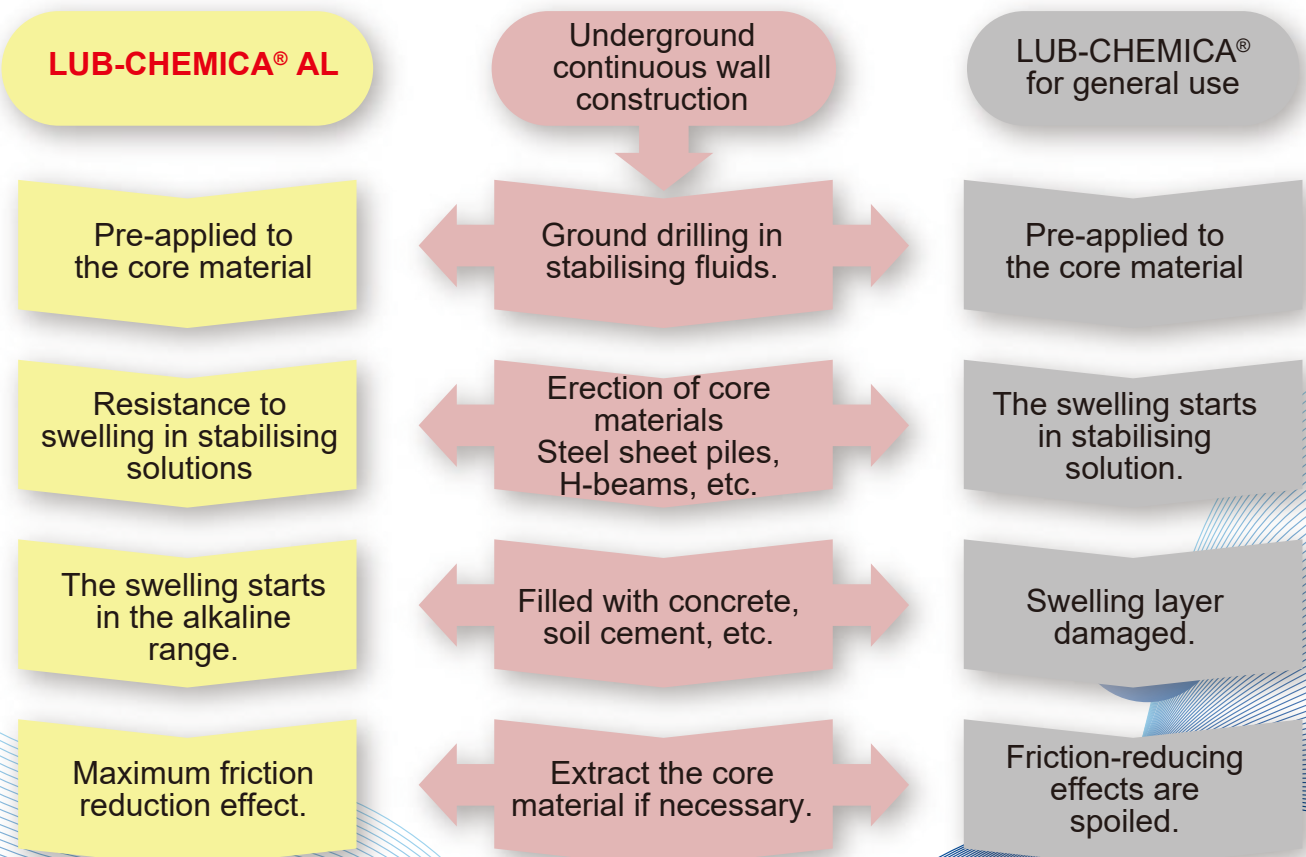 LUB-CHEMICA® AL
Underground
continuous wall
construction
LUB-CHEMICA®
for general use
Pre-applied to
the core material
Ground drilling in
stabilising fluids.
Pre-applied to
the core material
Resistance to
swelling in stabilising
solutions
Erection of core
materials
Steel sheet piles,
H-beams, etc.
The swelling starts
in stabilising
solution.
The swelling starts
in the alkaline
range.
Filled with concrete,
soil cement, etc.
Swelling layer
damaged.
Maximum friction
reduction effect.
Extract the core
material if necessary.
Friction-reducing
effects are
spoiled.